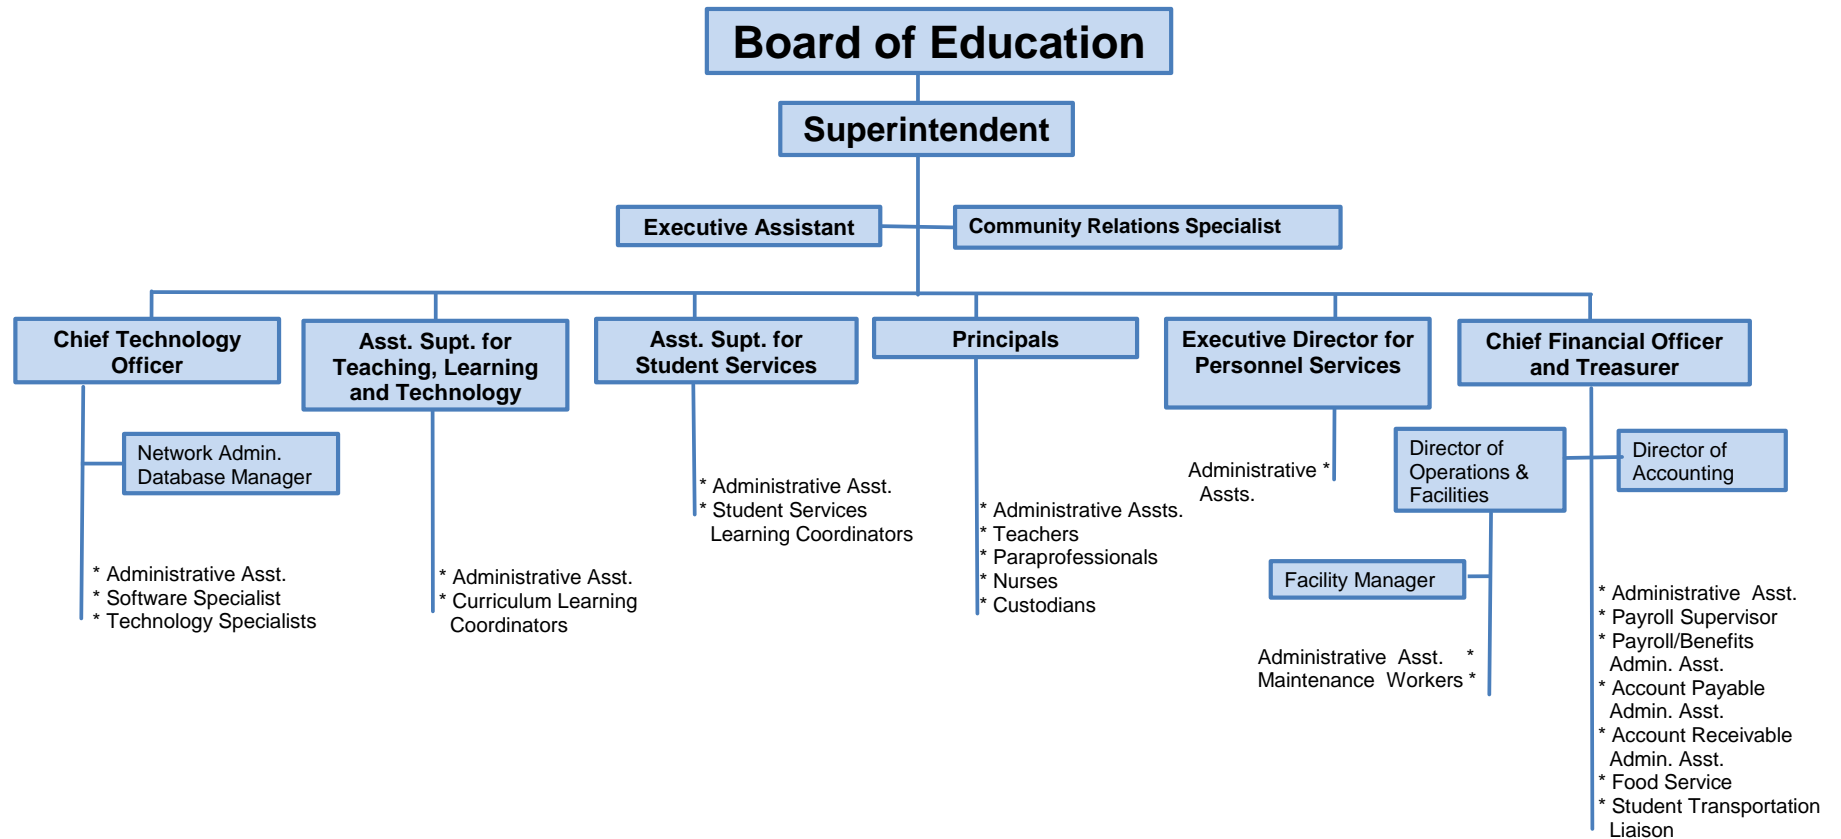 Board of Education
Superintendent
Executive Assistant
Community Relations Specialist
Chief Technology
Officer
Asst. Supt. for
Teaching, Learning
and Technology
Asst. Supt. for
Student Services
Principals
Executive Director for
Personnel Services
Chief Financial Officer
and Treasurer
Network Admin.
Database Manager
* Administrative Asst.
* Software Specialist
* Technology Specialists
* Administrative Asst.
* Curriculum Learning
Coordinators
* Administrative Asst.
* Student Services
Learning Coordinators
* Administrative Assts.
* Teachers
* Paraprofessionals
* Nurses
* Custodians
Administrative *
Assts.
Director of
Operations &
Facilities
Director of
Accounting
Facility Manager
Administrative Asst. *
Maintenance Workers *
* Administrative Asst.
* Payroll Supervisor
* Payroll/Benefits
Admin. Asst.
* Account Payable
Admin. Asst.
* Account Receivable
Admin. Asst.
* Food Service
* Student Transportation
Liaison